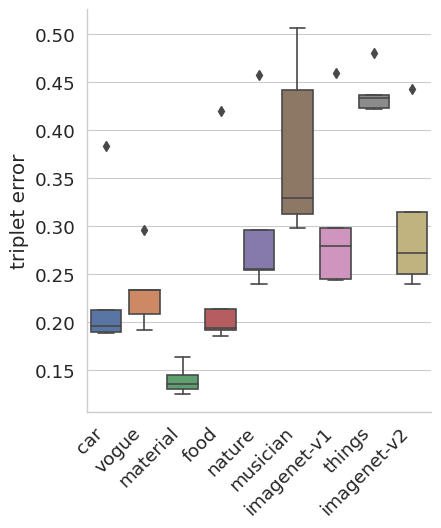 0.50
0.45
0.40
0.35
0.30
0.25
0.20
0.15
triplet error
car
vogue
material
food
nature
musician
imagenet-v1
things
imagenet-v2